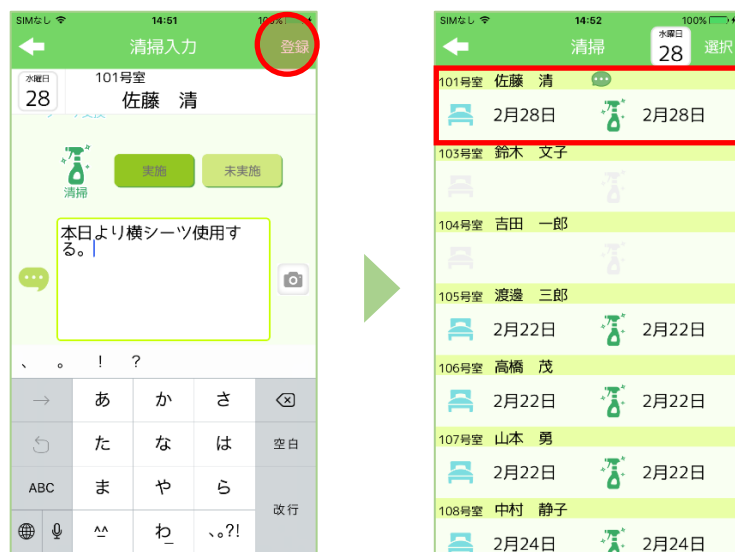 SIMなし 14:51
清掃入力 登録
水曜日
28
101号室
佐藤 清
清掃
実施 未実施
本日より横シーツ使用す
る。
、 。 ! ?
→ あ か さ
た な は 空白
ABC ま や ら
改行
^^ わ_ 、。?!
SIMなし 14:52 100%
清掃
水曜日
28
選択
101号室 佐藤 清
2月28日 2月28日
103号室 鈴木 文子
104号室 吉田 一郎
105号室 渡邊 三郎
2月22日 2月22日
106号室 高橋 茂
2月22日 2月22日
107号室 山本 勇
2月22日 2月22日
108号室 中村 静子
2月24日 2月24日